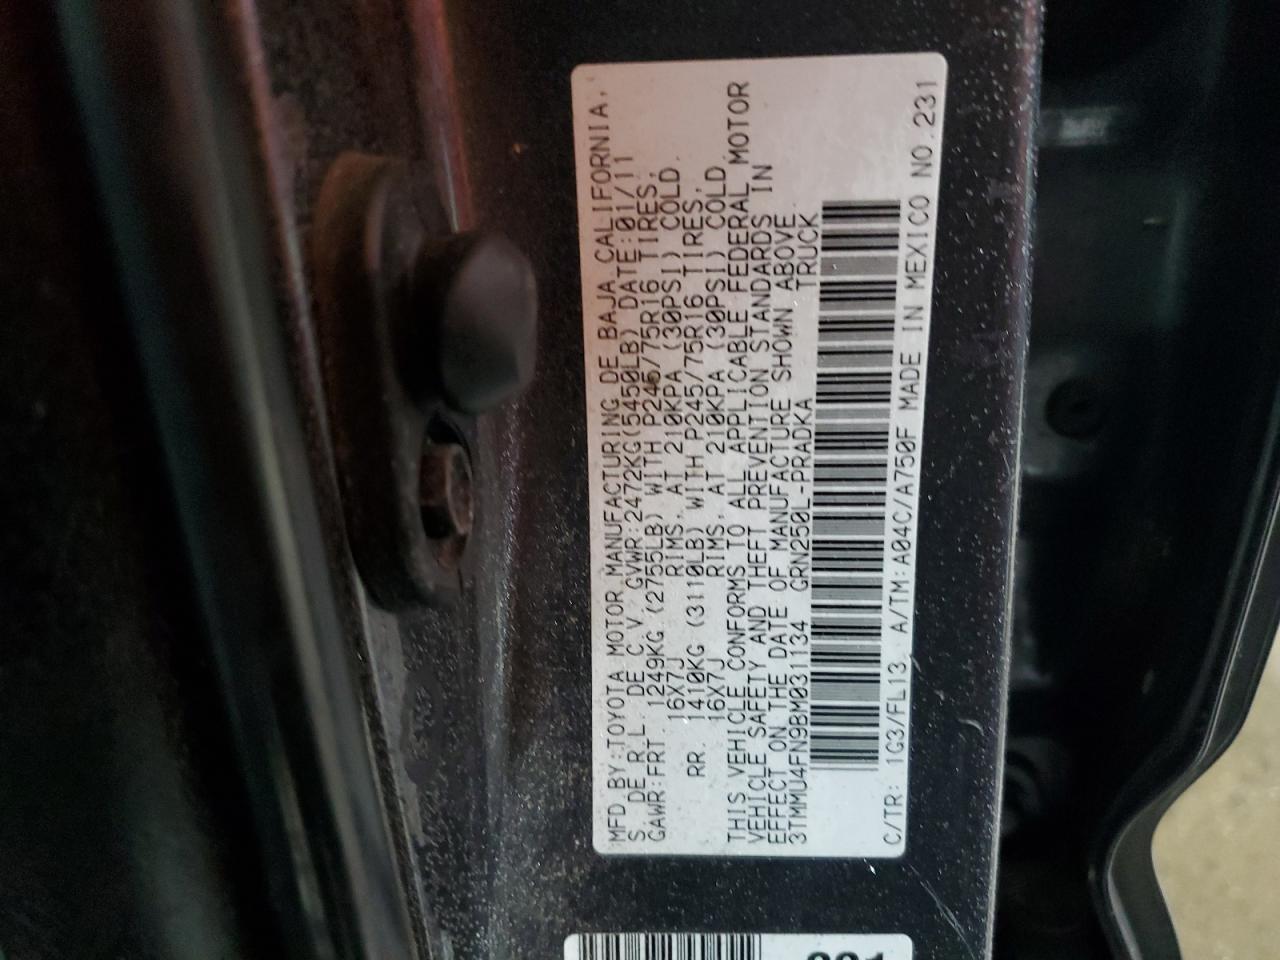 MFD BY:TOYOTA MOTOR MANUFACTURING DE BAJA CALIFORNIA,
S. DE R.L. DE C.V. GVWR:2472KG(5450LB) DATE:01/11
GAWR:FRT. 1249KG (2755LB) WITH P245/75R16 TIRES,
16X7J RIMS, AT 210KPA (30PSI) COLD.
RR. 1410KG (3110LB) WITH P245/75R16 TIRES,
16X7J RIMS, AT 210KPA (30PSI) COLD.
THIS VEHICLE CONFORMS TO ALL APPLICABLE FEDERAL MOTOR
VEHICLE SAFETY AND THEFT PREVENTION STANDARDS IN
EFFECT ON THE DATE OF MANUFACTURE SHOWN ABOVE.
3TMMU4FN9BM031134 GRN250L-PRADKA TRUCK
C/TR: 1G3/FL13 A/TM:A04C/A750F MADE IN MEXICO NO.231